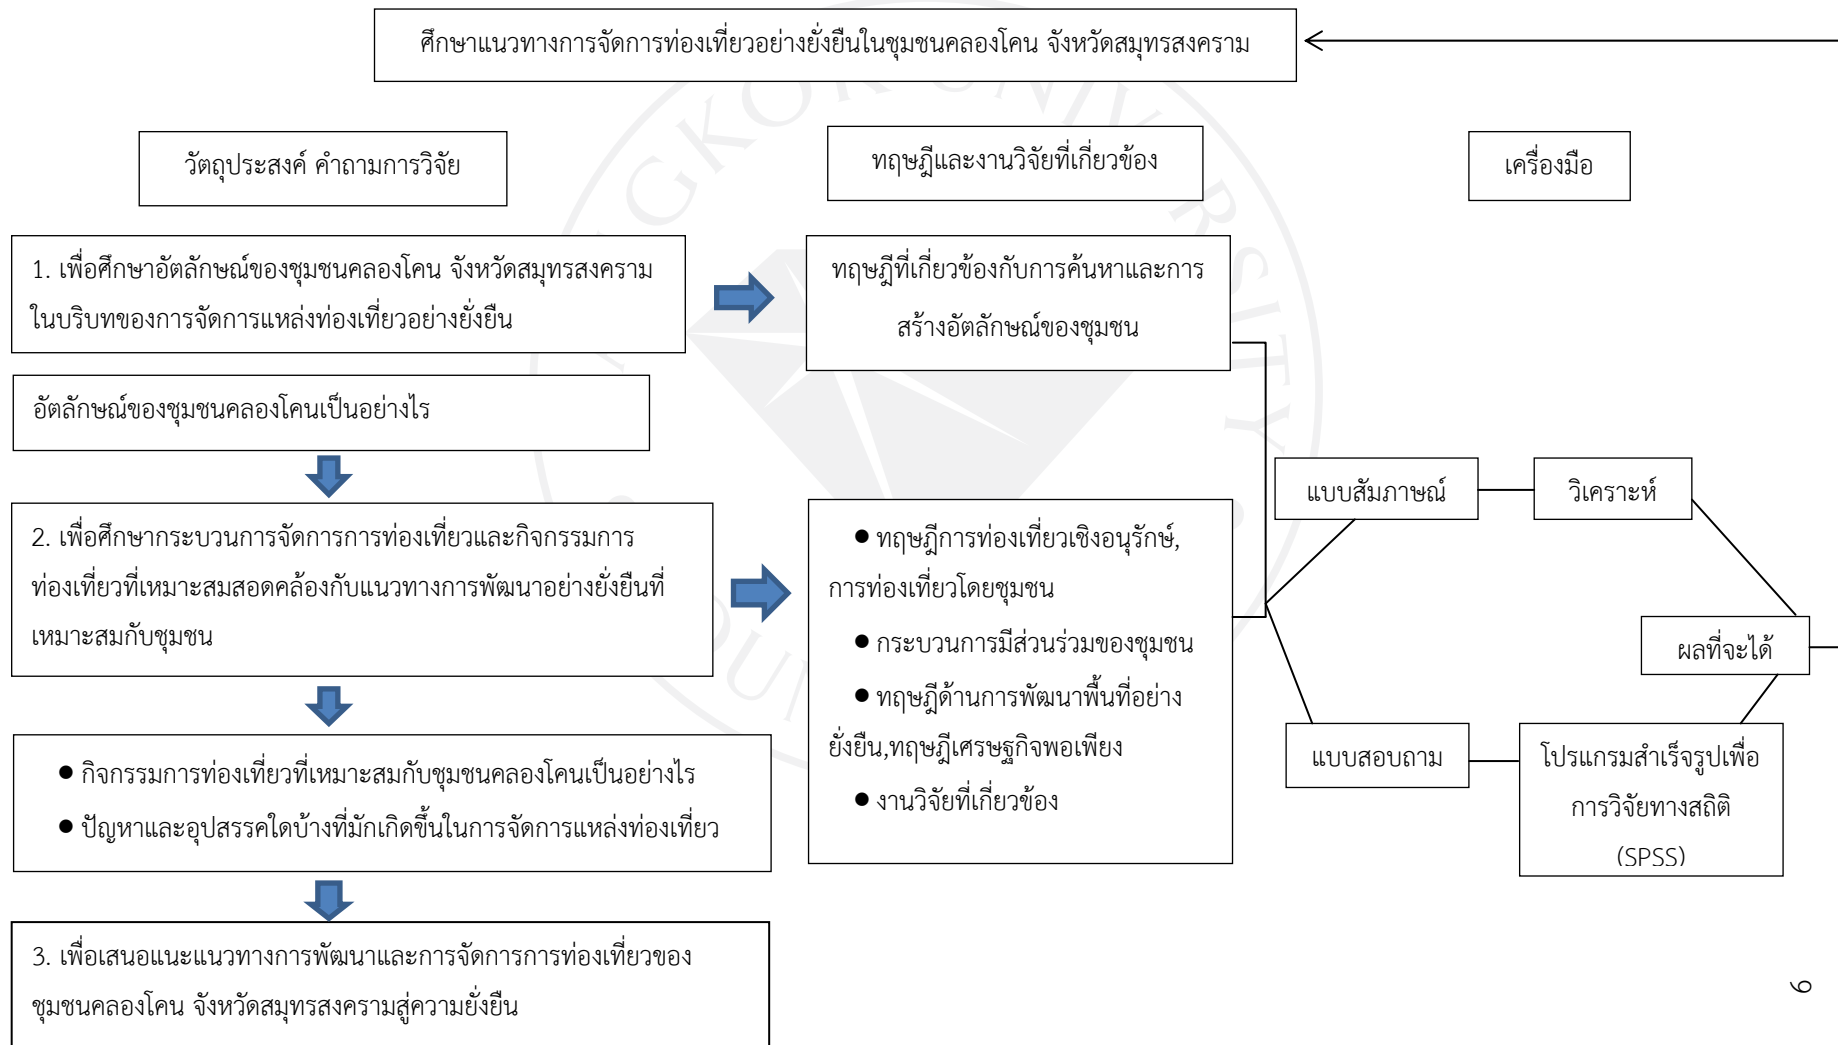 ศึกษาแนวทางการจัดการท่องเที่ยวอย่างยั่งยืนในชุมชนคลองโคน จังหวัดสมุทรสงคราม
วัตถุประสงค์ คำถามการวิจัย
ทฤษฎีและงานวิจัยที่เกี่ยวข้อง
เครื่องมือ
1. เพื่อศึกษาอัตลักษณ์ของชุมชนคลองโคน จังหวัดสมุทรสงคราม
ในบริบทของการจัดการแหล่งท่องเที่ยวอย่างยั่งยืน
ทฤษฎีที่เกี่ยวข้องกับการค้นหาและการ
สร้างอัตลักษณ์ของชุมชน
อัตลักษณ์ของชุมชนคลองโคนเป็นอย่างไร
2. เพื่อศึกษากระบวนการจัดการการท่องเที่ยวและกิจกรรมการ
ท่องเที่ยวที่เหมาะสมสอดคล้องกับแนวทางการพัฒนาอย่างยั่งยืนที่
เหมาะสมกับชุมชน
● ทฤษฎีการท่องเที่ยวเชิงอนุรักษ์,
การท่องเที่ยวโดยชุมชน
● กระบวนการมีส่วนร่วมของชุมชน
● ทฤษฎีด้านการพัฒนาพื้นที่อย่าง
ยั่งยืน,ทฤษฎีเศรษฐกิจพอเพียง
● งานวิจัยที่เกี่ยวข้อง
แบบสัมภาษณ์
วิเคราะห์
ผลที่จะได้
แบบสอบถาม
โปรแกรมสำเร็จรูปเพื่อ
การวิจัยทางสถิติ
(SPSS)
● กิจกรรมการท่องเที่ยวที่เหมาะสมกับชุมชนคลองโคนเป็นอย่างไร
● ปัญหาและอุปสรรคใดบ้างที่มักเกิดขึ้นในการจัดการแหล่งท่องเที่ยว
3. เพื่อเสนอแนะแนวทางการพัฒนาและการจัดการการท่องเที่ยวของ
ชุมชนคลองโคน จังหวัดสมุทรสงครามสู่ความยั่งยืน
6